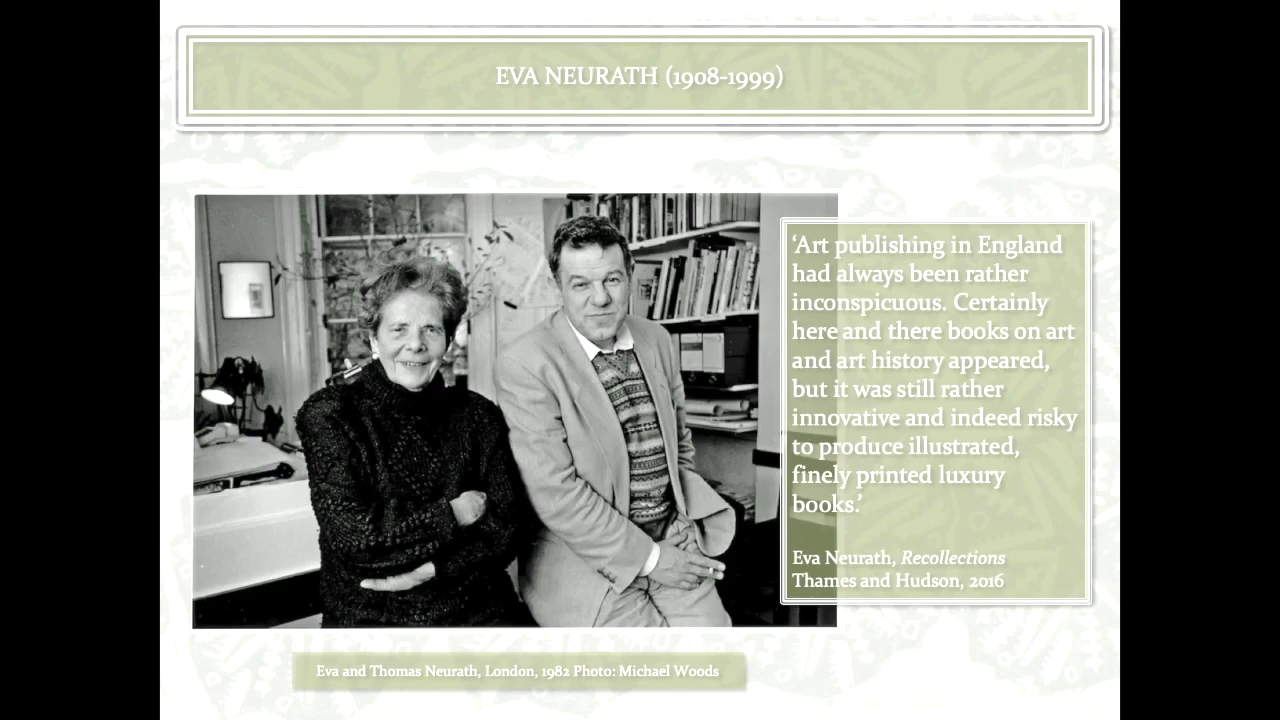 EVA NEURATH (1908-1999)
‘Art publishing in England
had always been rather
inconspicuous. Certainly
here and there books on art
and art history appeared,
but it was still rather
innovative and indeed risky
to produce illustrated,
finely printed luxury
books.’
Eva Neurath, Recollections
Thames and Hudson, 2016
Eva and Thomas Neurath, London, 1982 Photo: Michael Woods